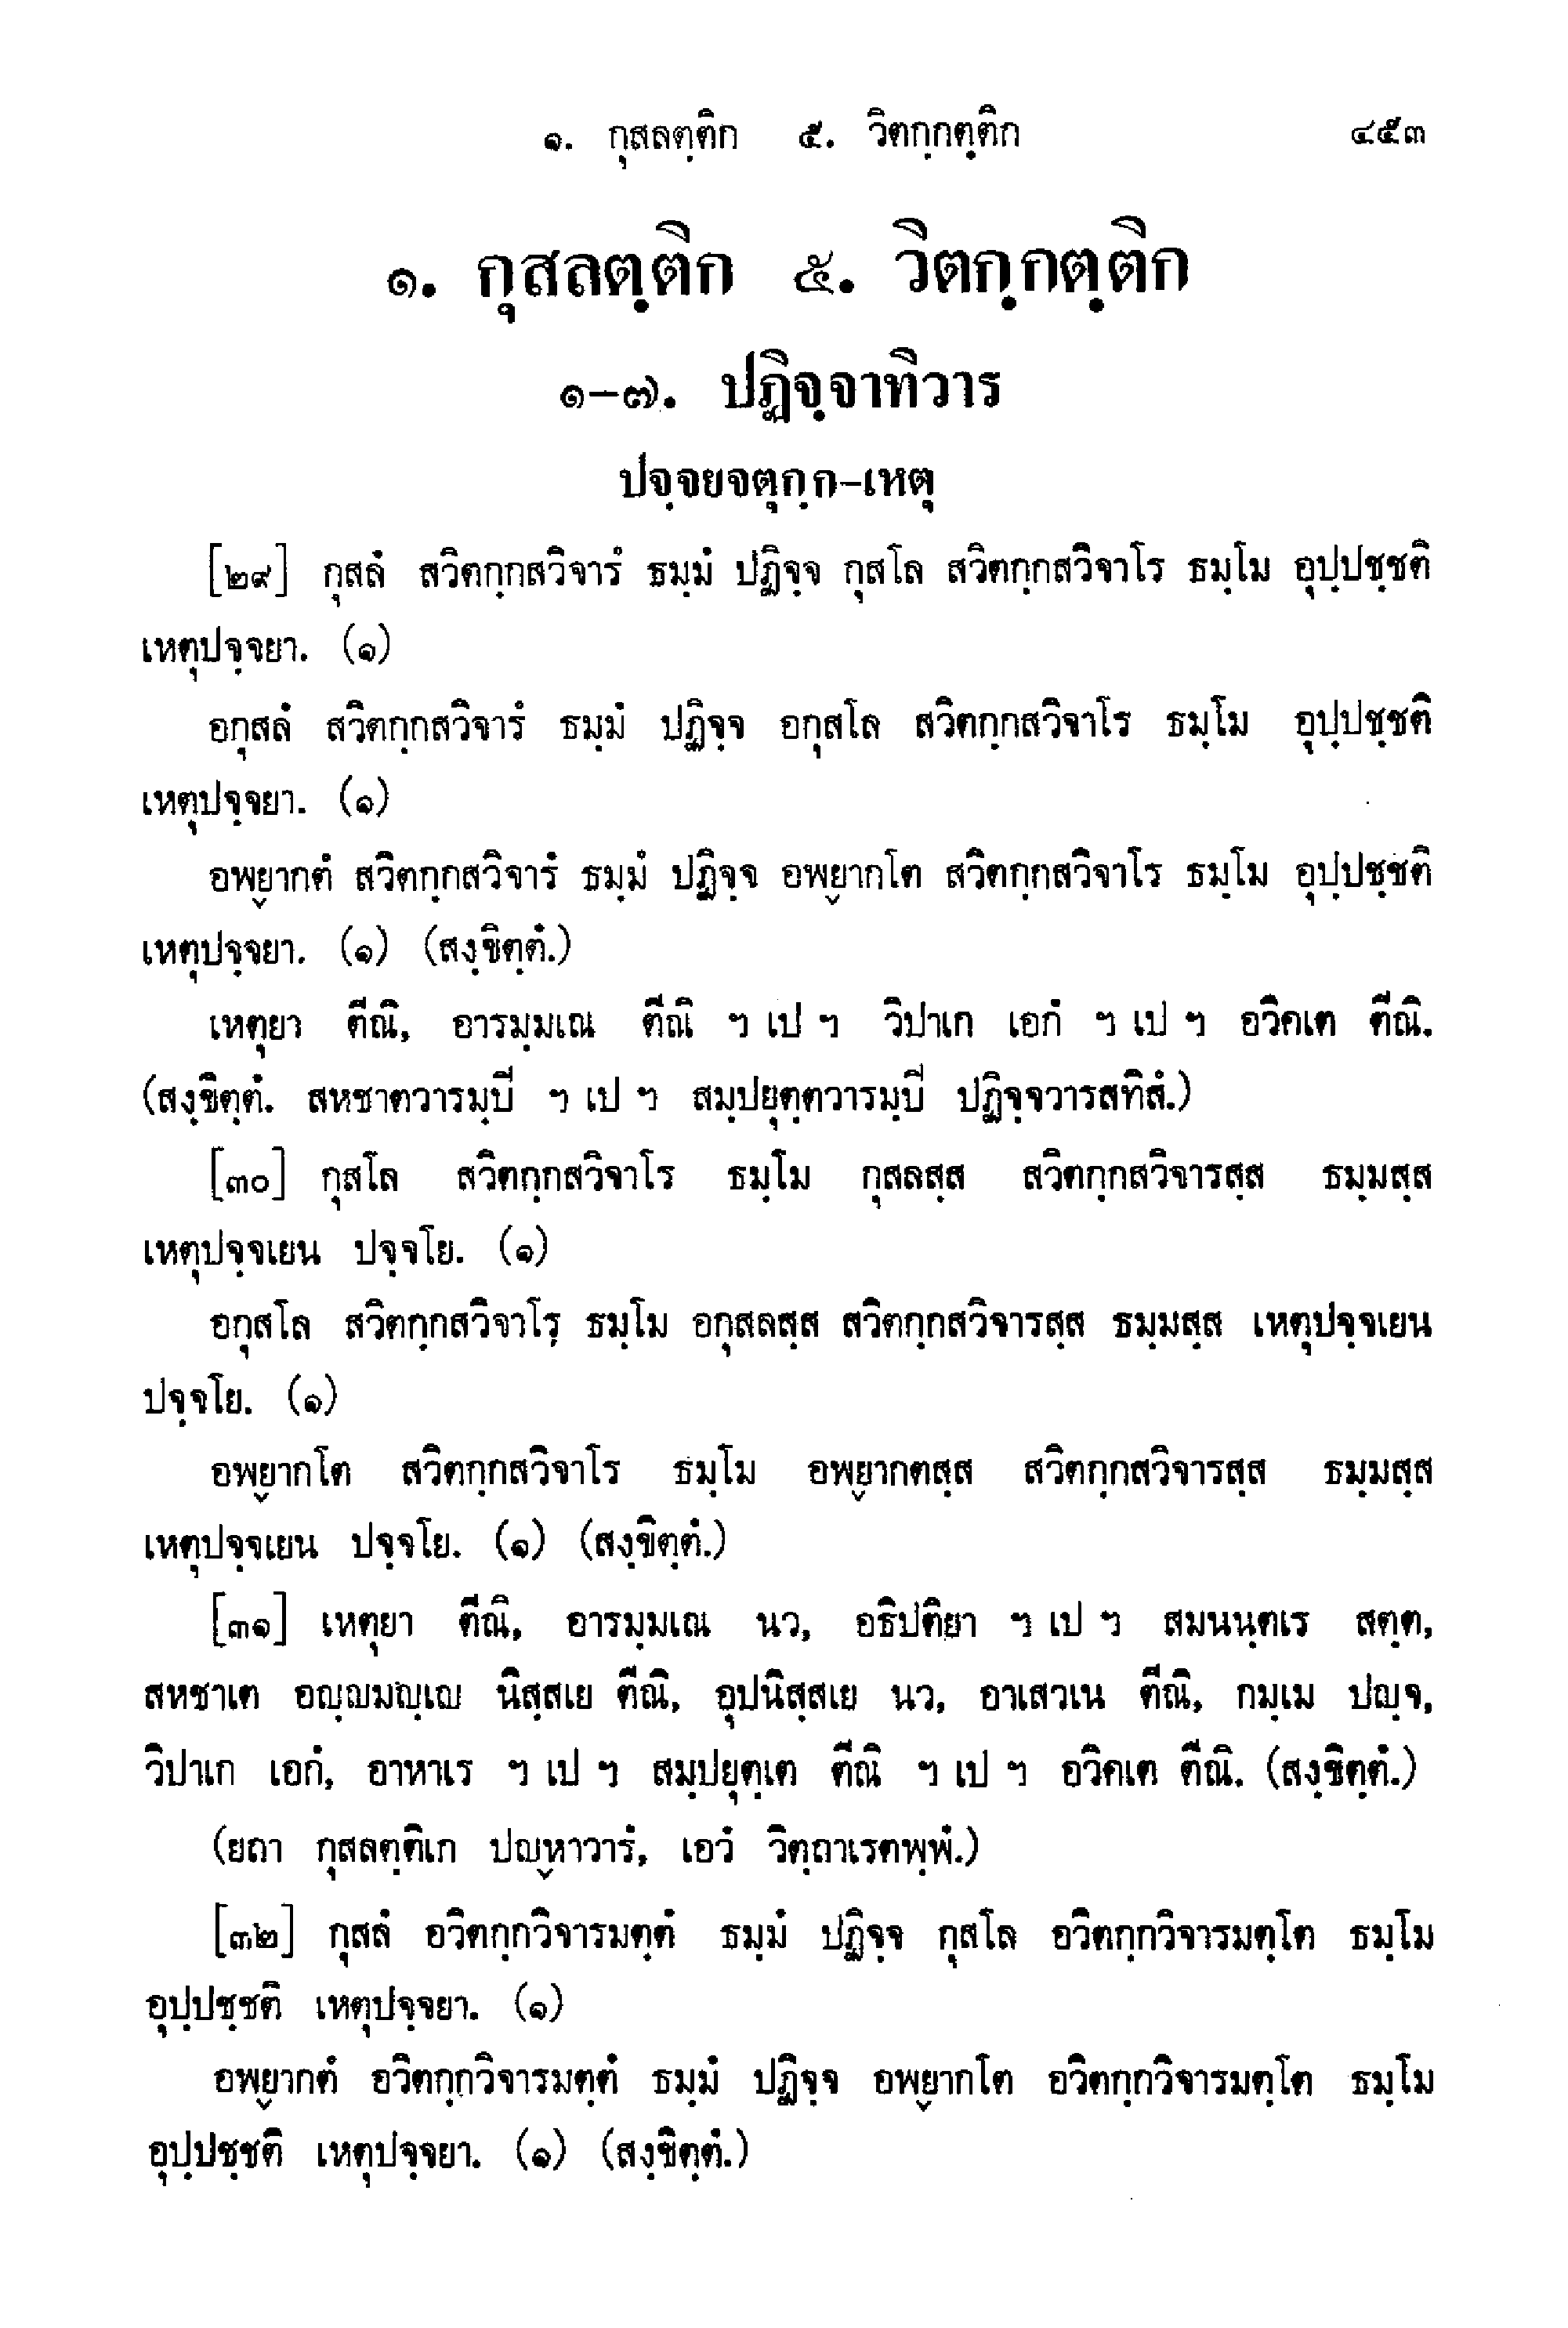 ๑. กุสลตฺติก ๕. วิตกฺกตฺติก ๔๕๓
๑. กุสลตฺติก ๕. วิตกฺกตฺติก
๑-๗. ปฏิจฺจาทิวาร
ปจฺจยจตุกฺก-เหตุ
[๒๙] กุสลํ สวิตกฺกสวิจารํ ธมฺมํ ปฏิจฺจ กุสโล สวิตกฺกสวิจาโร ธมฺโม อุปฺปชฺชติ
เหตุปจฺจยา. (๑)
อกุสลํ สวิตกฺกสวิจารํ ธมฺมํ ปฏิจฺจ อกุสโล สวิตกฺกสวิจาโร ธมฺโม อุปฺปชฺชติ
เหตุปจฺจยา. (๑)
อพฺยากตํ สวิตกฺกสวิจารํ ธมฺมํ ปฏิจฺจ อพฺยากโต สวิตกฺกสวิจาโร ธมฺโม อุปฺปชฺชติ
เหตุปจฺจยา. (๑) (สงฺขิตฺตํ.)
เหตุยา ตีณิ, อารมฺมเณ ตีณิ ฯ เป ฯ วิปาเก เอกํ ฯ เป ฯ อวิคเต ตีณิ.
(สงฺขิตฺตํ. สหชาตวารมฺปี ฯ เป ฯ สมฺปยุตฺตวารมฺปี ปฏิจฺจวารสทิสํ.)
[๓๐] กุสโล สวิตกฺกสวิจาโร ธมฺโม กุสลสฺส สวิตกฺกสวิจารสฺส ธมฺมสฺส
เหตุปจฺจเยน ปจฺจโย. (๑)
อกุสโล สวิตกฺกสวิจาโรฺ ธมฺโม อกุสลสฺส สวิตกฺกสวิจารสฺส ธมฺมสฺส เหตุปจฺจเยน
ปจฺจโย. (๑)
อพฺยากโต สวิตกฺกสวิจาโร ธมฺโม อพฺยากตสฺส สวิตกฺกสวิจารสฺส ธมฺมสฺส
เหตุปจฺจเยน ปจฺจโย. (๑) (สงฺขิตฺตํ.)
[๓๑] เหตุยา ตีณิ, อารมฺมเณ นว, อธิปติยา ฯ เป ฯ สมนนฺตเร สตฺต,
สหชาเต อญฺญมญฺเญ นิสฺสเย ตีณิ, อุปนิสฺสเย นว, อาเสวเน ตีณิ, กมฺเม ปญฺจ,
วิปาเก เอกํ, อาหาเร ฯ เป ฯ สมฺปยุตฺเต ตีณิ ฯ เป ฯ อวิคเต ตีณิ. (สงฺขิตฺตํ.)
(ยถา กุสลตฺติเก ปญฺหาวารํ, เอวํ วิตฺถาเรตพฺพํ.)
[๓๒] กุสลํ อวิตกฺกวิจารมตฺตํ ธมฺมํ ปฏิจฺจ กุสโล อวิตกฺกวิจารมตฺโต ธมฺโม
อุปฺปชฺชติ เหตุปจฺจยา. (๑)
อพฺยากตํ อวิตกฺกวิจารมตฺตํ ธมฺมํ ปฏิจฺจ อพฺยากโต อวิตกฺกวิจารมตฺโต ธมฺโม
อุปฺปชฺชติ เหตุปจฺจยา. (๑) (สงฺขิตฺตํ.)